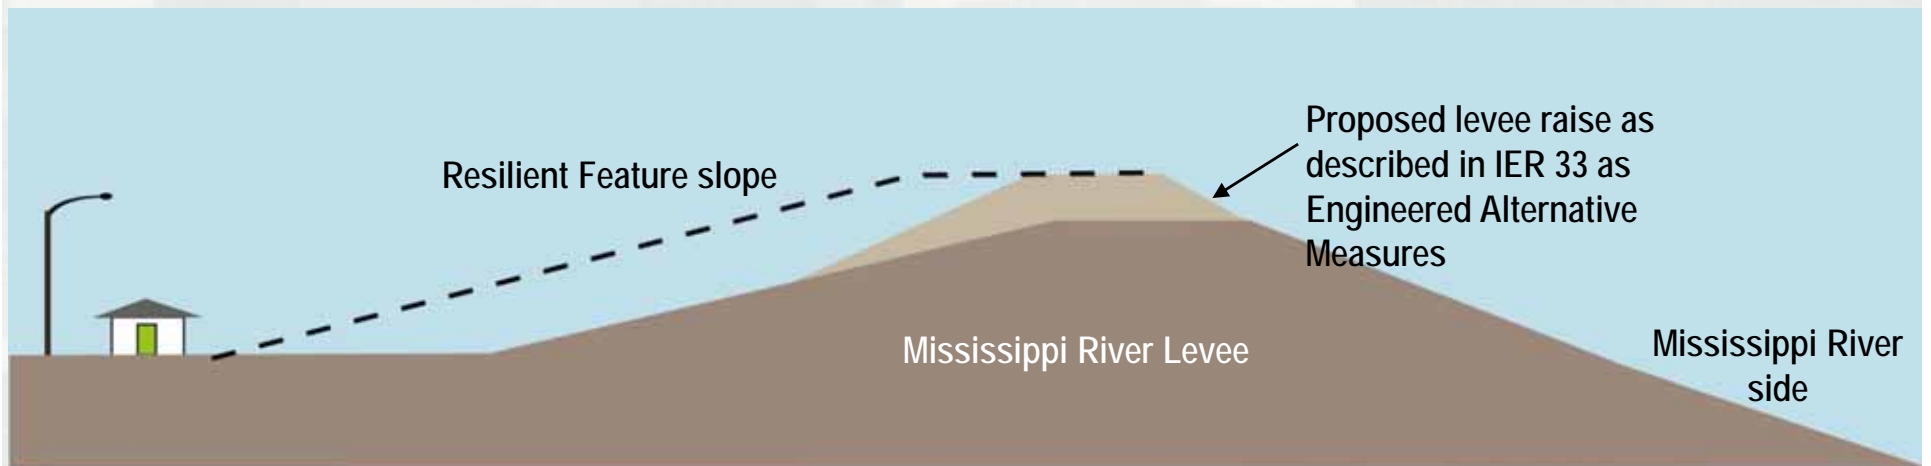 Proposed levee raise as
described in IER 33 as
Engineered Alternative
Measures
Resilient Feature slope
Mississippi River Levee
Mississippi River
side